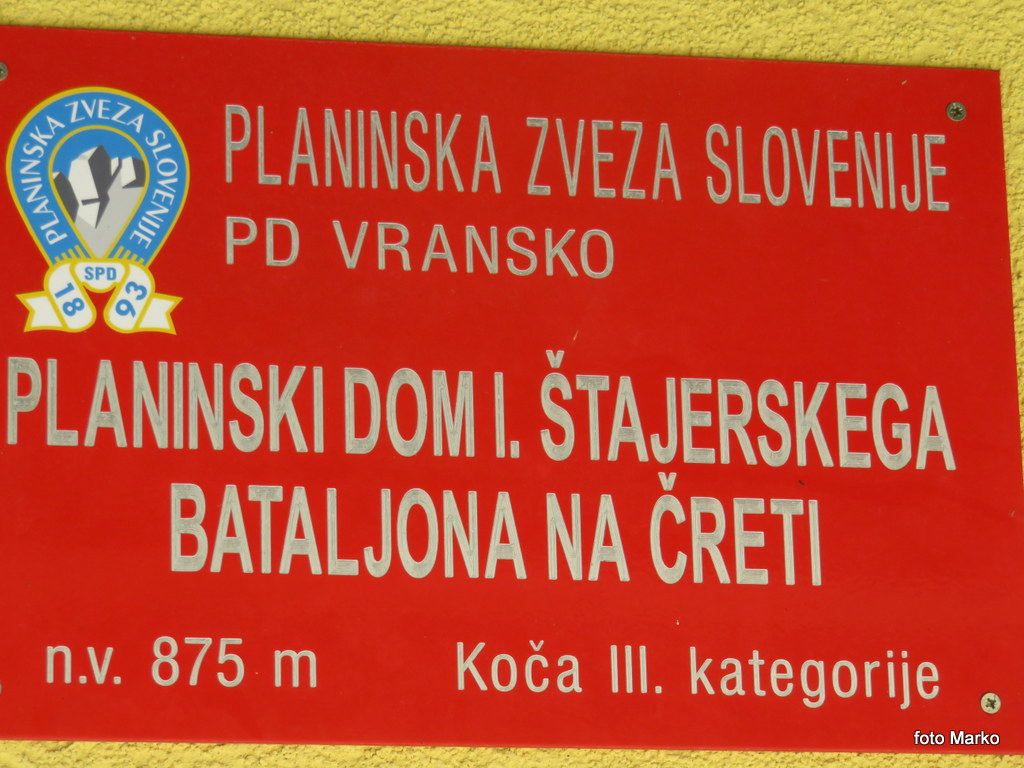 PLANINSKA ZVEZA SLOVENIJE
SPD
18 93
PLANINSKA ZVEZA SLOVENIJE
PD VRANSKO
PLANINSKI DOM I. ŠTAJERSKEGA
BATALJONA NA ČRETI
n.v. 875 m Koča III. kategorije
foto Marko